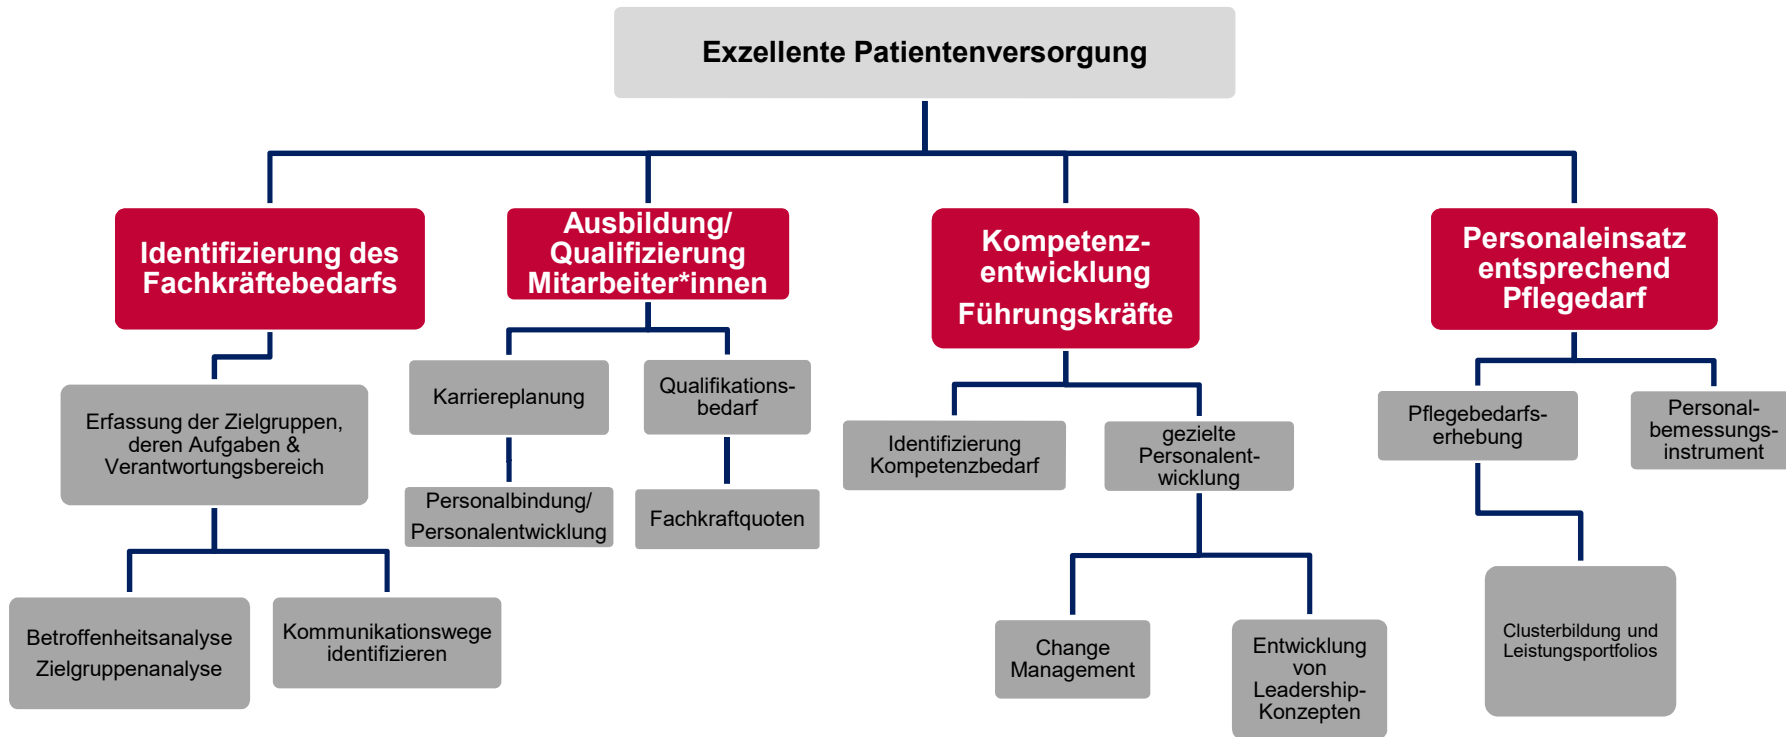 Exzellente Patientenversorgung
Identifizierung des
Fachkräftebedarfs
Ausbildung/
Qualifizierung
Mitarbeiter*innen
Kompetenz-
entwicklung
Führungskräfte
Personaleinsatz
entsprechend
Pflegedarf
Erfassung der Zielgruppen,
deren Aufgaben &
Verantwortungsbereich
Karriereplanung
Qualifikations-
bedarf
Identifizierung
Kompetenzbedarf
gezielte
Personalent-
wicklung
Pflegebedarfs-
erhebung
Personal-
bemessungs-
instrument
Personalbindung/
Personalentwicklung
Fachkraftquoten
Betroffenheitsanalyse
Zielgruppenanalyse
Kommunikationswege
identifizieren
Change
Management
Entwicklung
von
Leadership-
Konzepten
Clusterbildung und
Leistungsportfolios